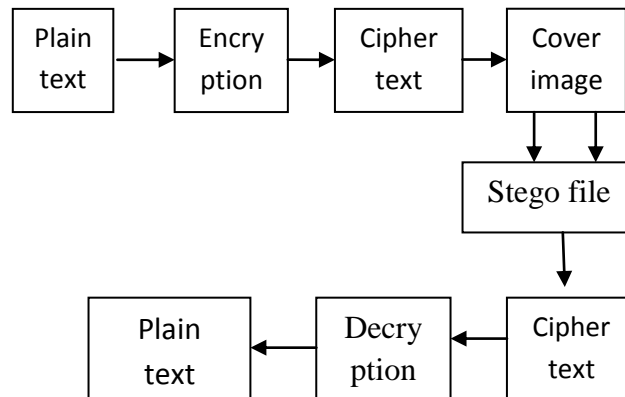 Plain
text
Encry
ption
Cipher
text
Cover
image
Stego file
Plain
text
Decry
ption
Cipher
text